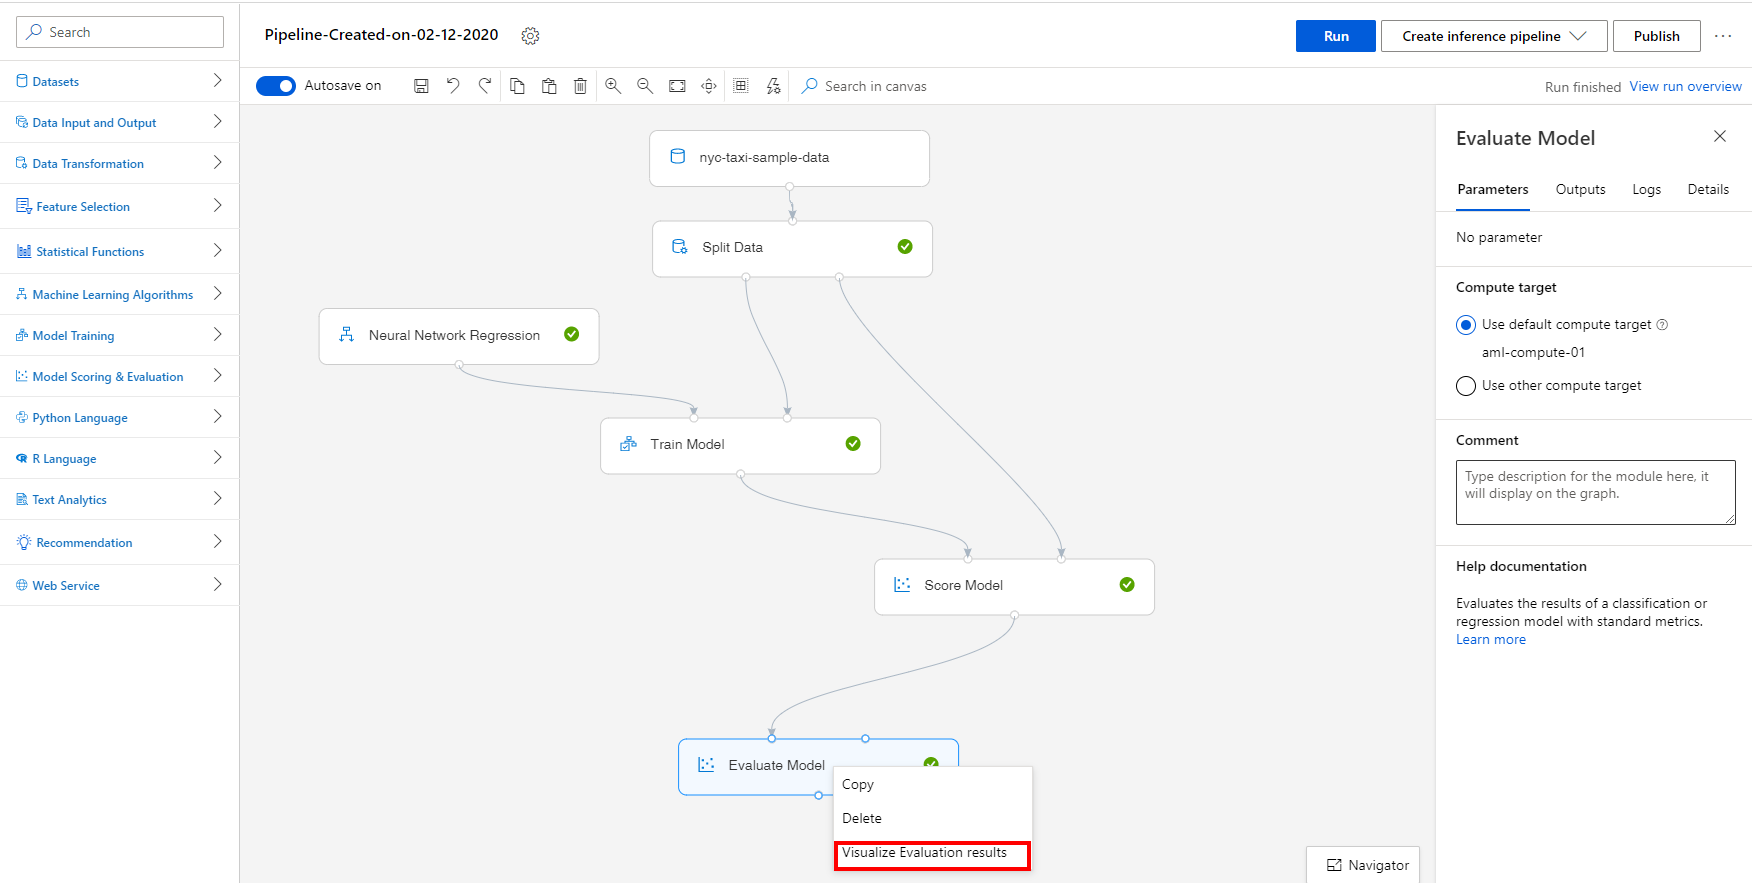 Search
Pipeline-Created-on-02-12-2020
Run
Create inference pipeline
Publish
Autosave on
Search in canvas
Run finished
View run overview
Datasets
Data Input and Output
Data Transformation
Feature Selection
Statistical Functions
Machine Learning Algorithms
Model Training
Model Scoring & Evaluation
Python Language
R Language
Text Analytics
Recommendation
Web Service
nyc-taxi-sample-data
Split Data
Neural Network Regression
Train Model
Score Model
Evaluate Model
Copy
Delete
Visualize Evaluation results
Navigator
Evaluate Model
Parameters
Outputs
Logs
Details
No parameter
Compute target
Use default compute target
aml-compute-01
Use other compute target
Comment
Type description for the module here, it
will display on the graph.
Help documentation
Evaluates the results of a classification or
regression model with standard metrics.
Learn more